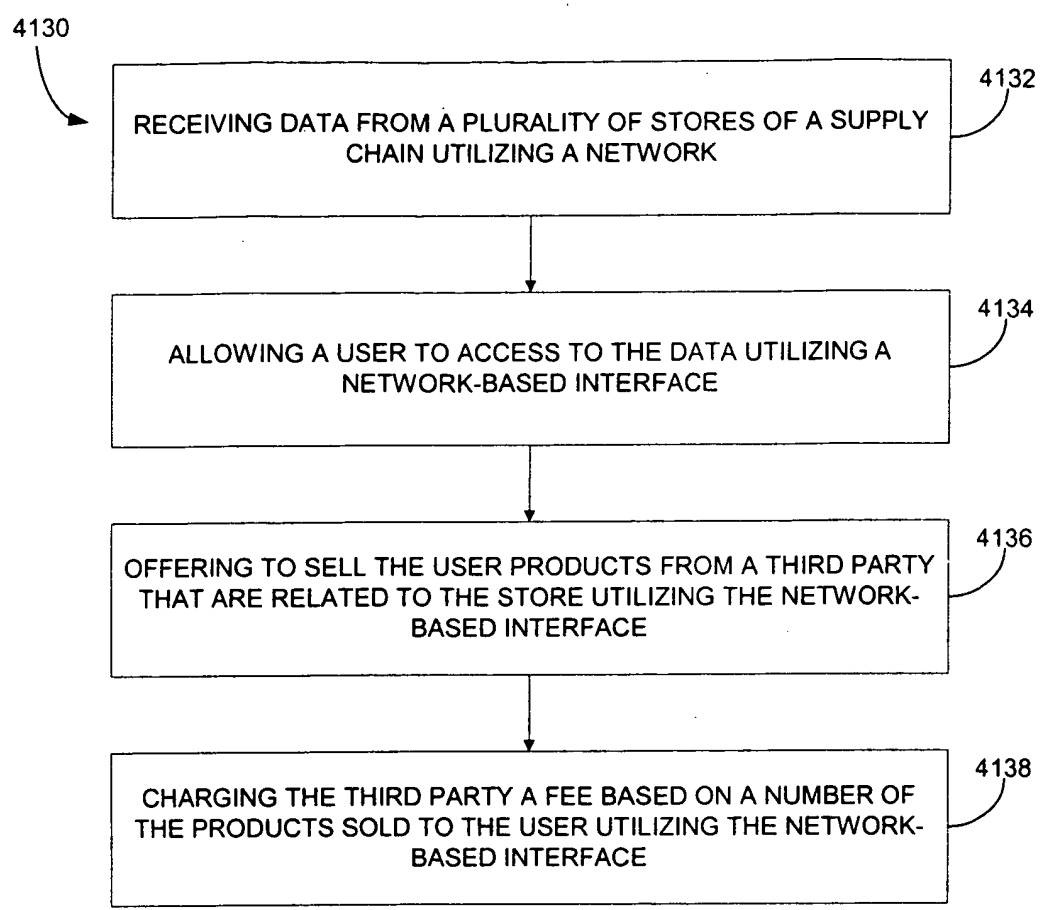 4130
4132
RECEIVING DATA FROM A PLURALITY OF STORES OF A SUPPLY
CHAIN UTILIZING A NETWORK
4134
ALLOWING A USER TO ACCESS TO THE DATA UTILIZING A
NETWORK-BASED INTERFACE
4136
OFFERING TO SELL THE USER PRODUCTS FROM A THIRD PARTY
THAT ARE RELATED TO THE STORE UTILIZING THE NETWORK-
BASED INTERFACE
4138
CHARGING THE THIRD PARTY A FEE BASED ON A NUMBER OF
THE PRODUCTS SOLD TO THE USER UTILIZING THE NETWORK-
BASED INTERFACE